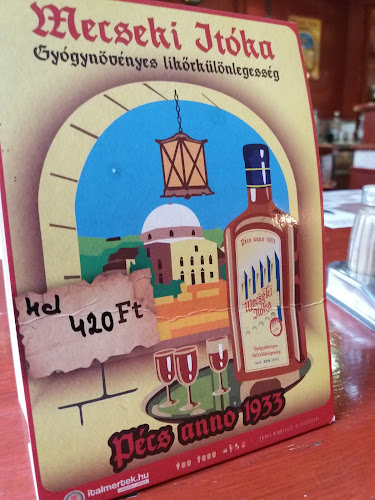 Mecseki Itóka
Gyógynövényes likőrkülönlegesség
Pécs anno 1933
Mecseki
Itóka
4cl
420 Ft
Pécs anno 1933
italmertek.hu